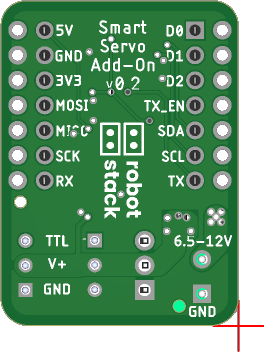 Smart
Servo
Add-On
v0.2
5V
GND
3V3
MOSI
MISO
SCK
RX
D0
D1
D2
TX_EN
SDA
SCL
TX
robot
stack
TTL
V+
GND
6.5-12V
GND